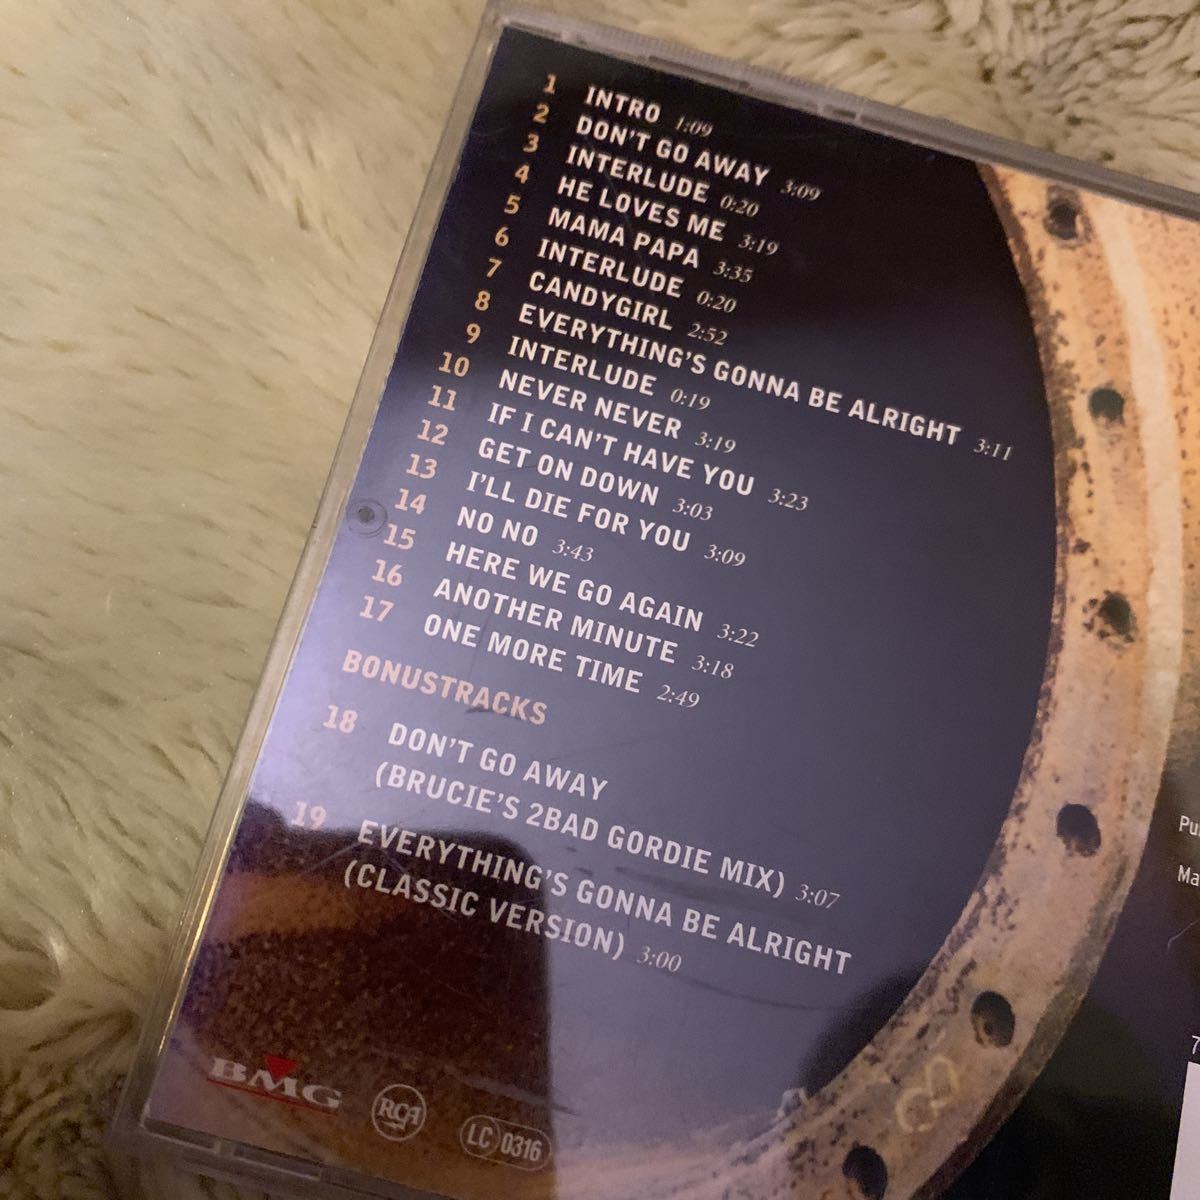 1 INTRO 1:09
2 DON'T GO AWAY 3:09
3 INTERLUDE 0:20
4 HE LOVES ME 3:19
5 MAMA PAPA 3:35
6 INTERLUDE 0:20
7 CANDYGIRL 2:52
8 EVERYTHING'S GONNA BE ALRIGHT 3:11
9 INTERLUDE 0:19
10 NEVER NEVER 3:19
11 IF I CAN'T HAVE YOU 3:23
12 GET ON DOWN 3:03
13 I'LL DIE FOR YOU 3:09
14 NO NO 3:43
15 HERE WE GO AGAIN 3:22
16 ANOTHER MINUTE 3:18
17 ONE MORE TIME 2:49
BONUSTRACKS
18 DON'T GO AWAY
(BRUCIE'S 2BAD GORDIE MIX) 3:07
19 EVERYTHING'S GONNA BE ALRIGHT
(CLASSIC VERSION) 3:00
BMG RCA LC 0316